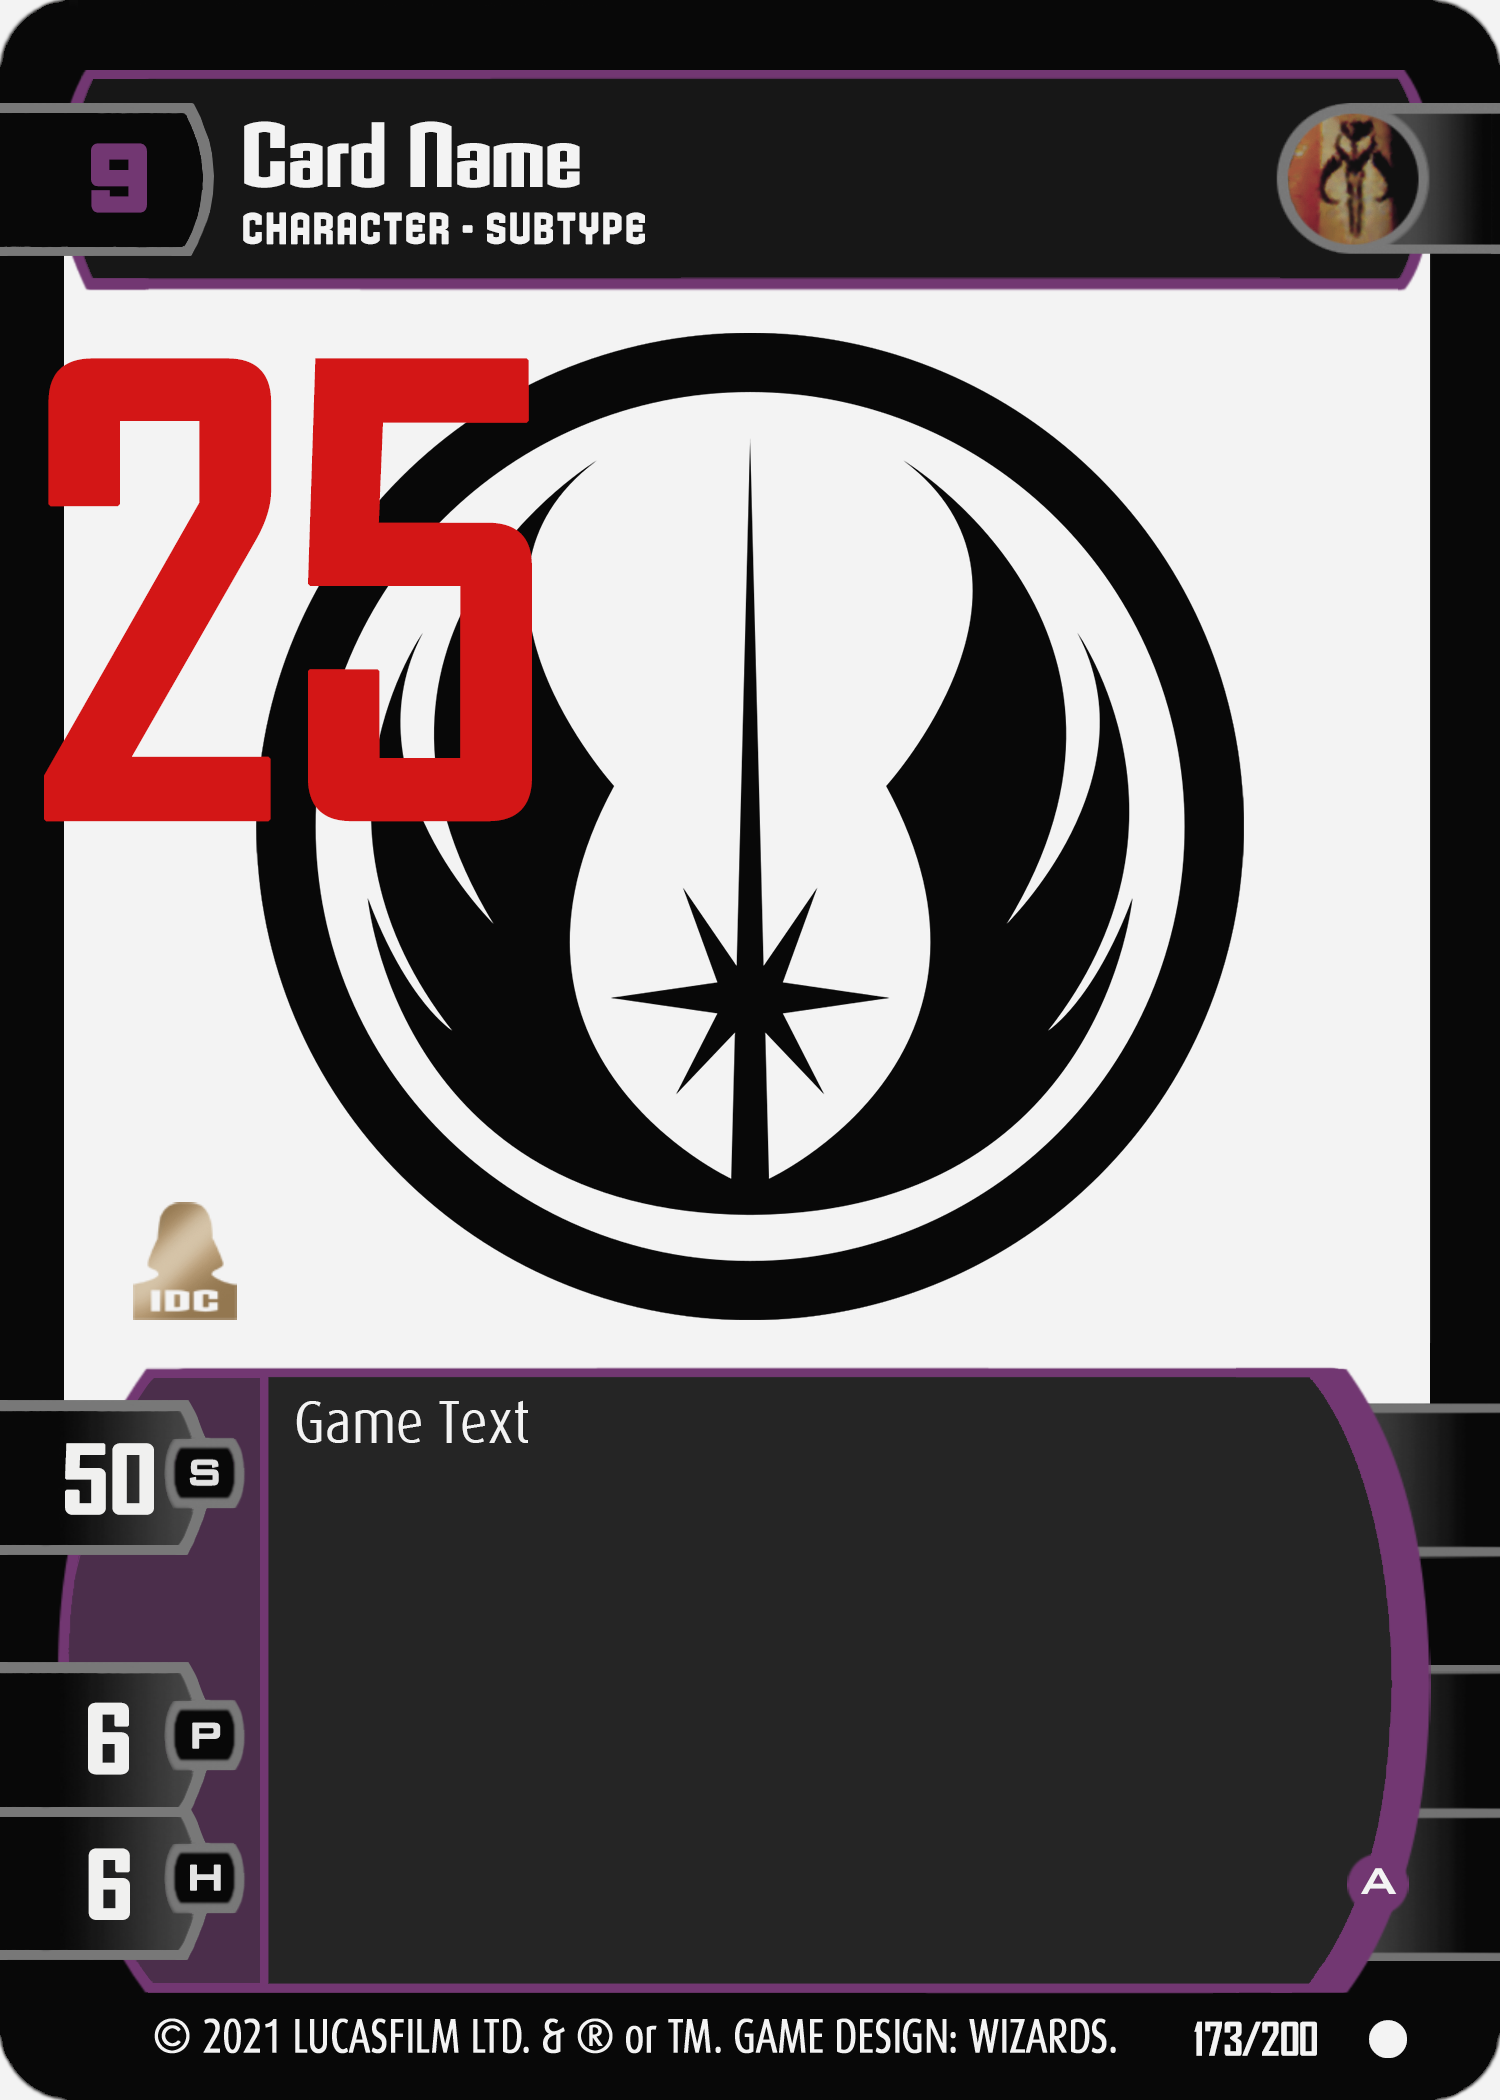 9
Card Name
CHARACTER - SUBTYPE
25
IDC
50 S
Game Text
6 P
6 H
A
© 2021 LUCASFILM LTD. & ® or TM. GAME DESIGN: WIZARDS.
173/200